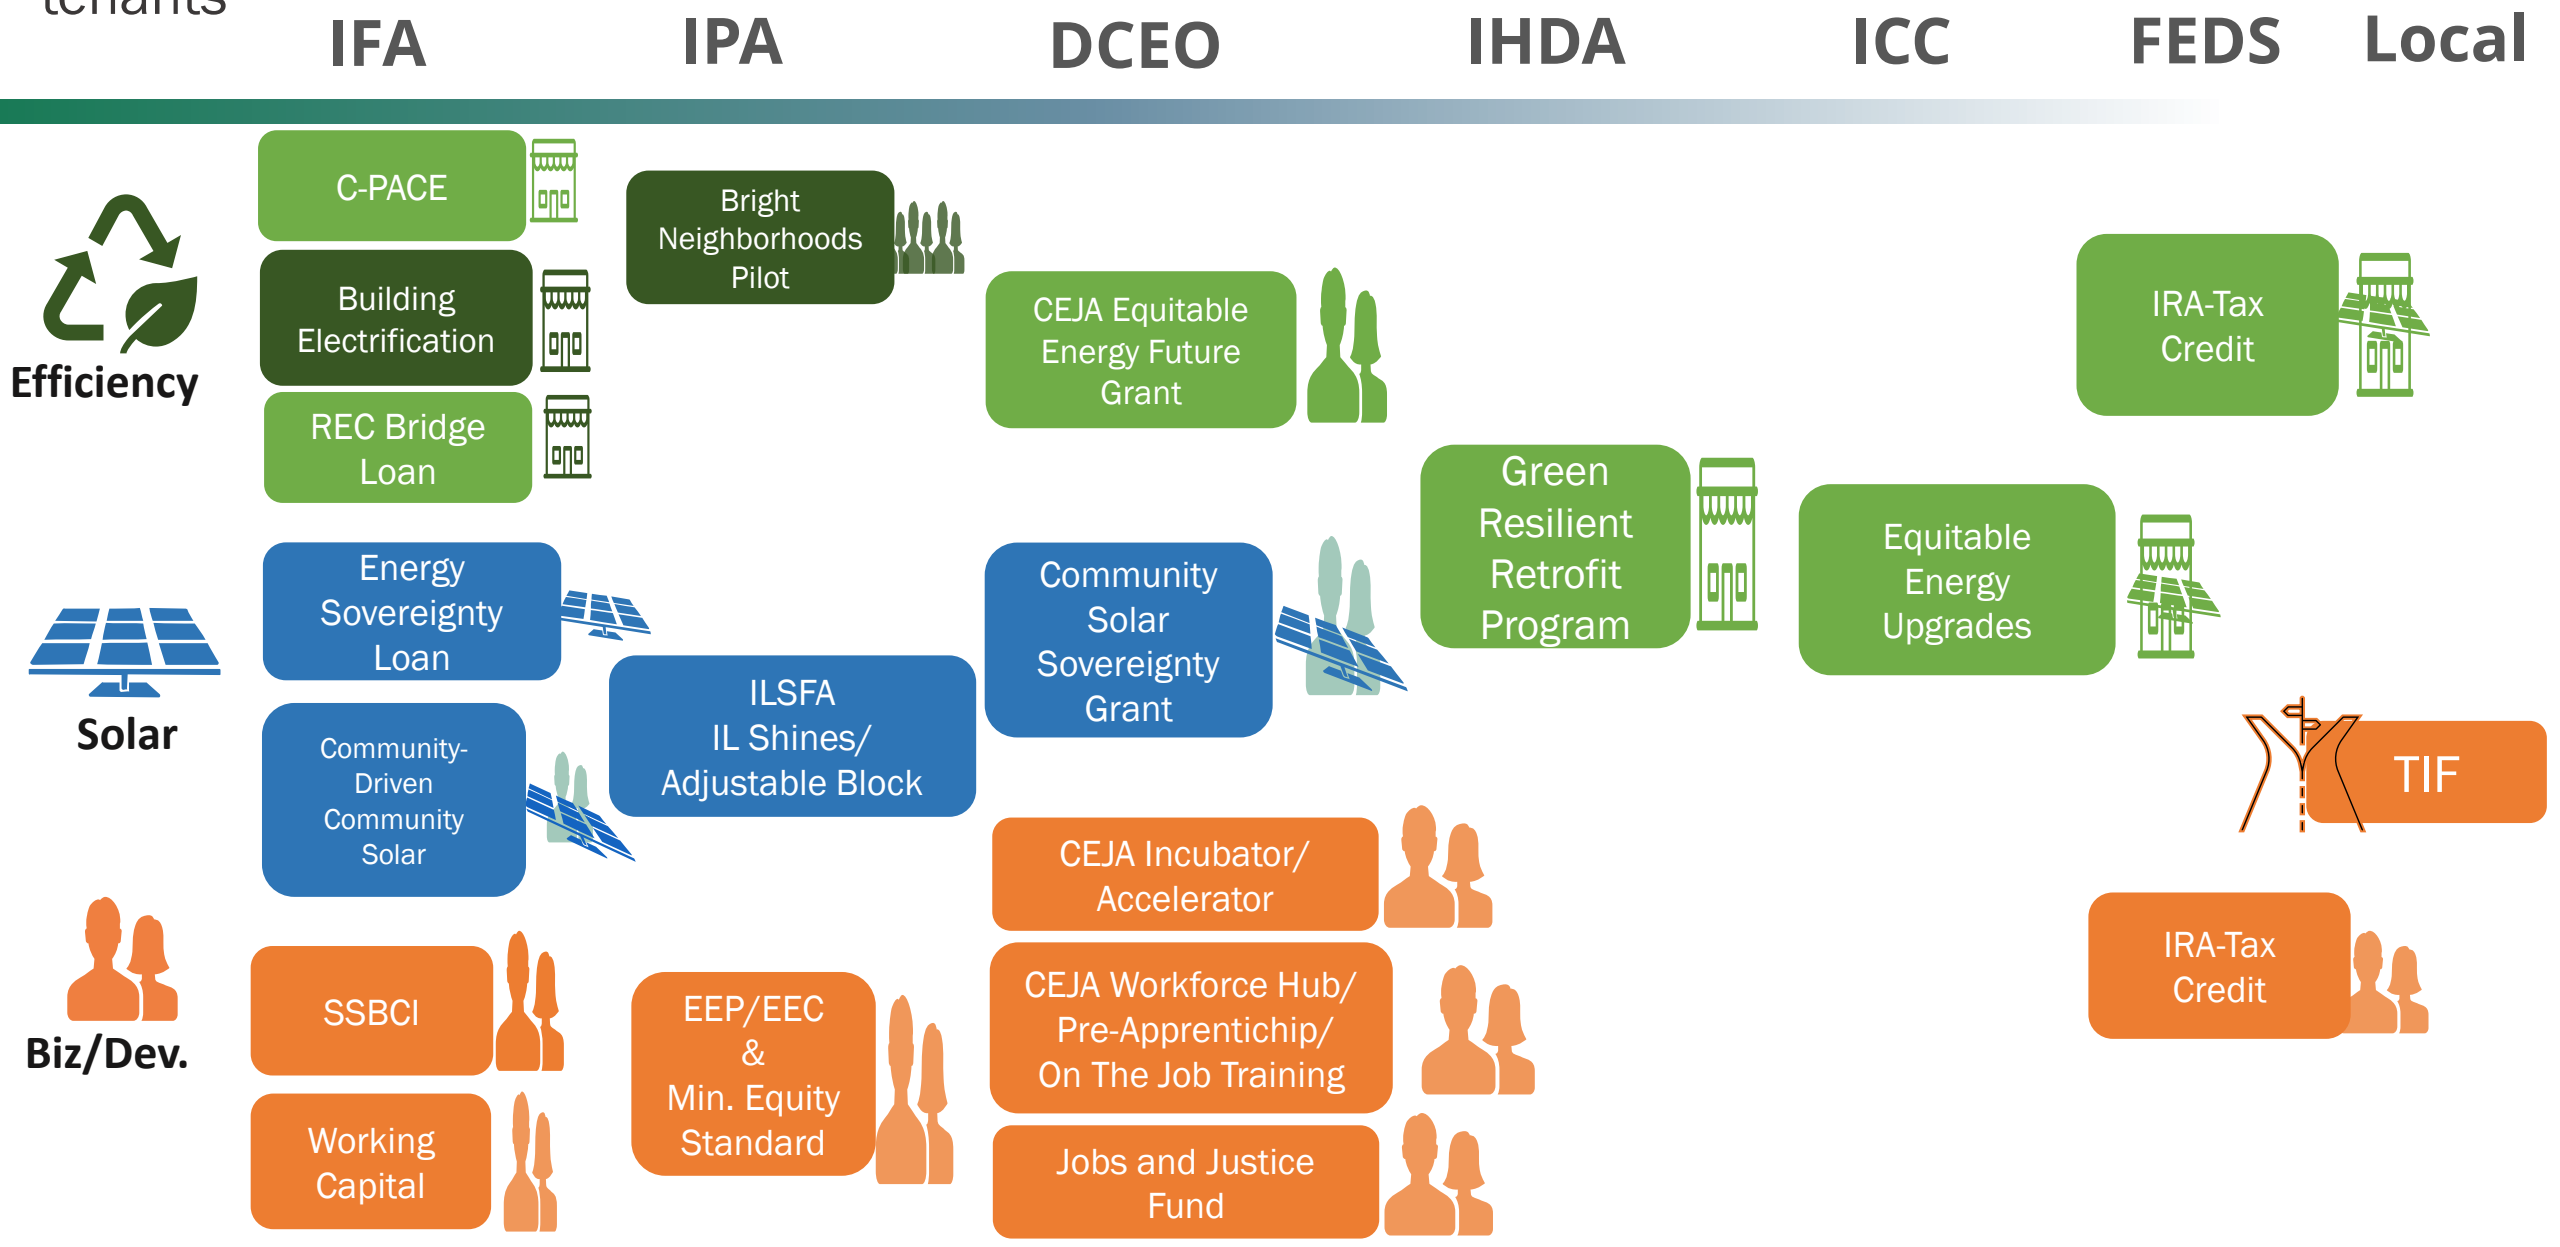 tenants
IFA IPA DCEO IHDA ICC FEDS Local
Efficiency
C-PACE
Building
Electrification
REC Bridge
Loan
Bright
Neighborhoods
Pilot
CEJA Equitable
Energy Future
Grant
Green
Resilient
Retrofit
Program
Equitable
Energy
Upgrades
IRA-Tax
Credit
Solar
Energy
Sovereignty
Loan
Community-
Driven
Community
Solar
ILSFA
IL Shines/
Adjustable Block
Community
Solar
Sovereignty
Grant
TIF
Biz/Dev.
SSBCI
Working
Capital
EEP/EEC
&
Min. Equity
Standard
CEJA Incubator/
Accelerator
CEJA Workforce Hub/
Pre-Apprentichip/
On The Job Training
Jobs and Justice
Fund
IRA-Tax
Credit